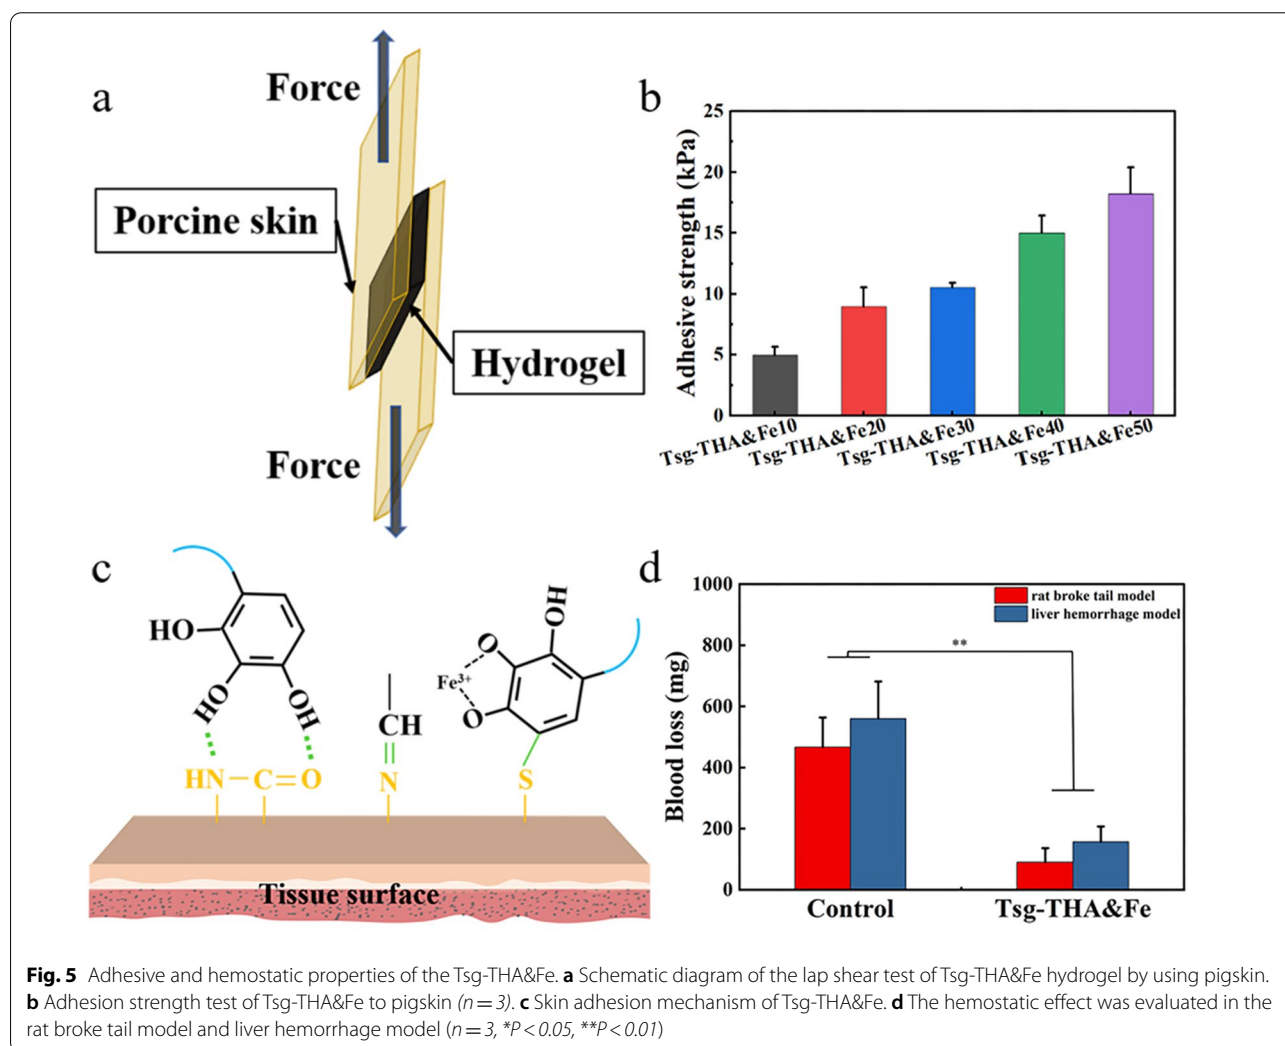 a
Force
Porcine skin
Hydrogel
Force
b
Adhesive strength (kPa)
25
20
15
10
5
0
Tsg-THA&Fe10
Tsg-THA&Fe20
Tsg-THA&Fe30
Tsg-THA&Fe40
Tsg-THA&Fe50
c
HO
HO
OH
HN
C
O
CH
N
OH
O
Fe³⁺
O
S
Tissue surface
d
Blood loss (mg)
1000
800
600
400
200
0
rat broke tail model
liver hemorrhage model
**
Control
Tsg-THA&Fe
Fig. 5 Adhesive and hemostatic properties of the Tsg-THA&Fe. a Schematic diagram of the lap shear test of Tsg-THA&Fe hydrogel by using pigskin.
b Adhesion strength test of Tsg-THA&Fe to pigskin (n = 3). c Skin adhesion mechanism of Tsg-THA&Fe. d The hemostatic effect was evaluated in the
rat broke tail model and liver hemorrhage model (n = 3, *P < 0.05, **P < 0.01)